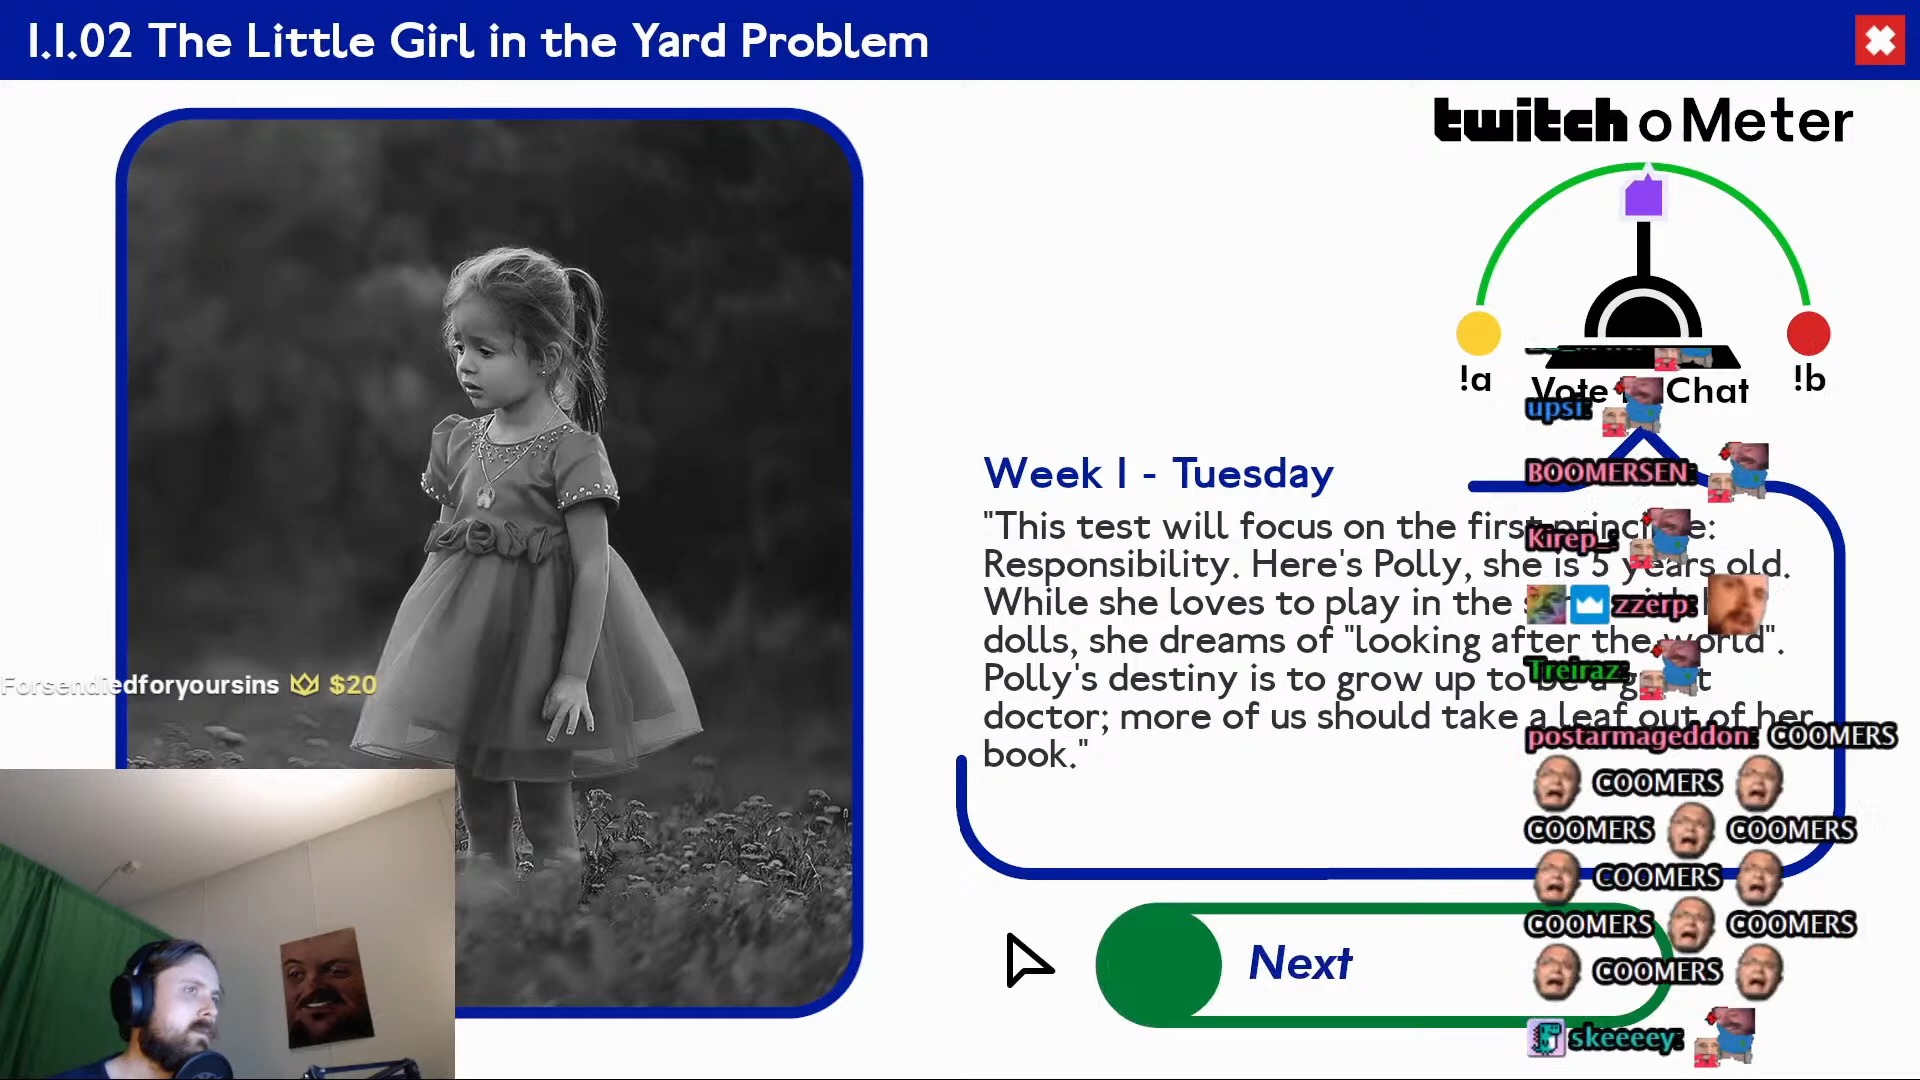 1.1.02 The Little Girl in the Yard Problem
twitch o Meter
!a
Vote Chat
!b
upsi:
BOOMERSEN:
Kirep_:
zzerp:
Treiraz:
postarmageddon: COOMERS
COOMERS
COOMERS COOMERS
COOMERS
COOMERS COOMERS
COOMERS
skeeeey:
Week 1 - Tuesday
"This test will focus on the first
Responsibility. Here's Polly, she is 5 years old.
While she loves to play in the
dolls, she dreams of "looking after the world".
Polly's destiny is to grow up to be a
doctor; more of us should take a leaf out of her
book."
Forsendiedforyoursins $20
Next